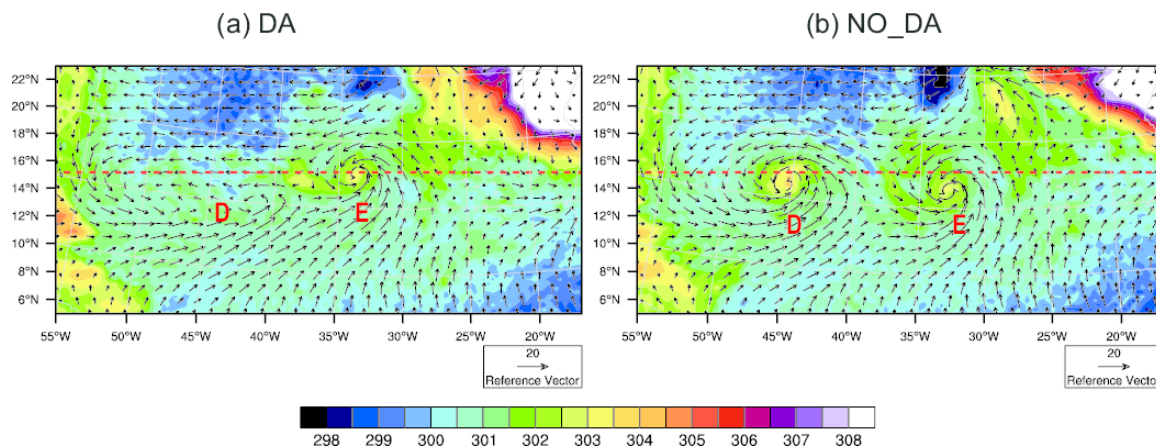 (a) DA (b) NO_DA
22°N 22°N
20°N 20°N
18°N 18°N
16°N 16°N
14°N 14°N
12°N 12°N
10°N 10°N
8°N 8°N
6°N 6°N
D E D E
55°W 50°W 45°W 40°W 35°W 30°W 25°W 20°W 55°W 50°W 45°W 40°W 35°W 30°W 25°W 20°W
20 20
Reference Vector Reference Vector
298 299 300 301 302 303 304 305 306 307 308